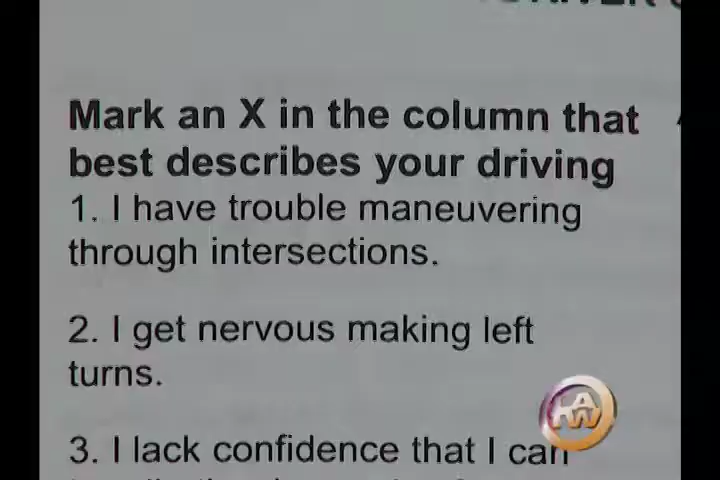 Mark an X in the column that
best describes your driving
1. I have trouble maneuvering
through intersections.
2. I get nervous making left
turns.
3. I lack confidence that I can
HAW